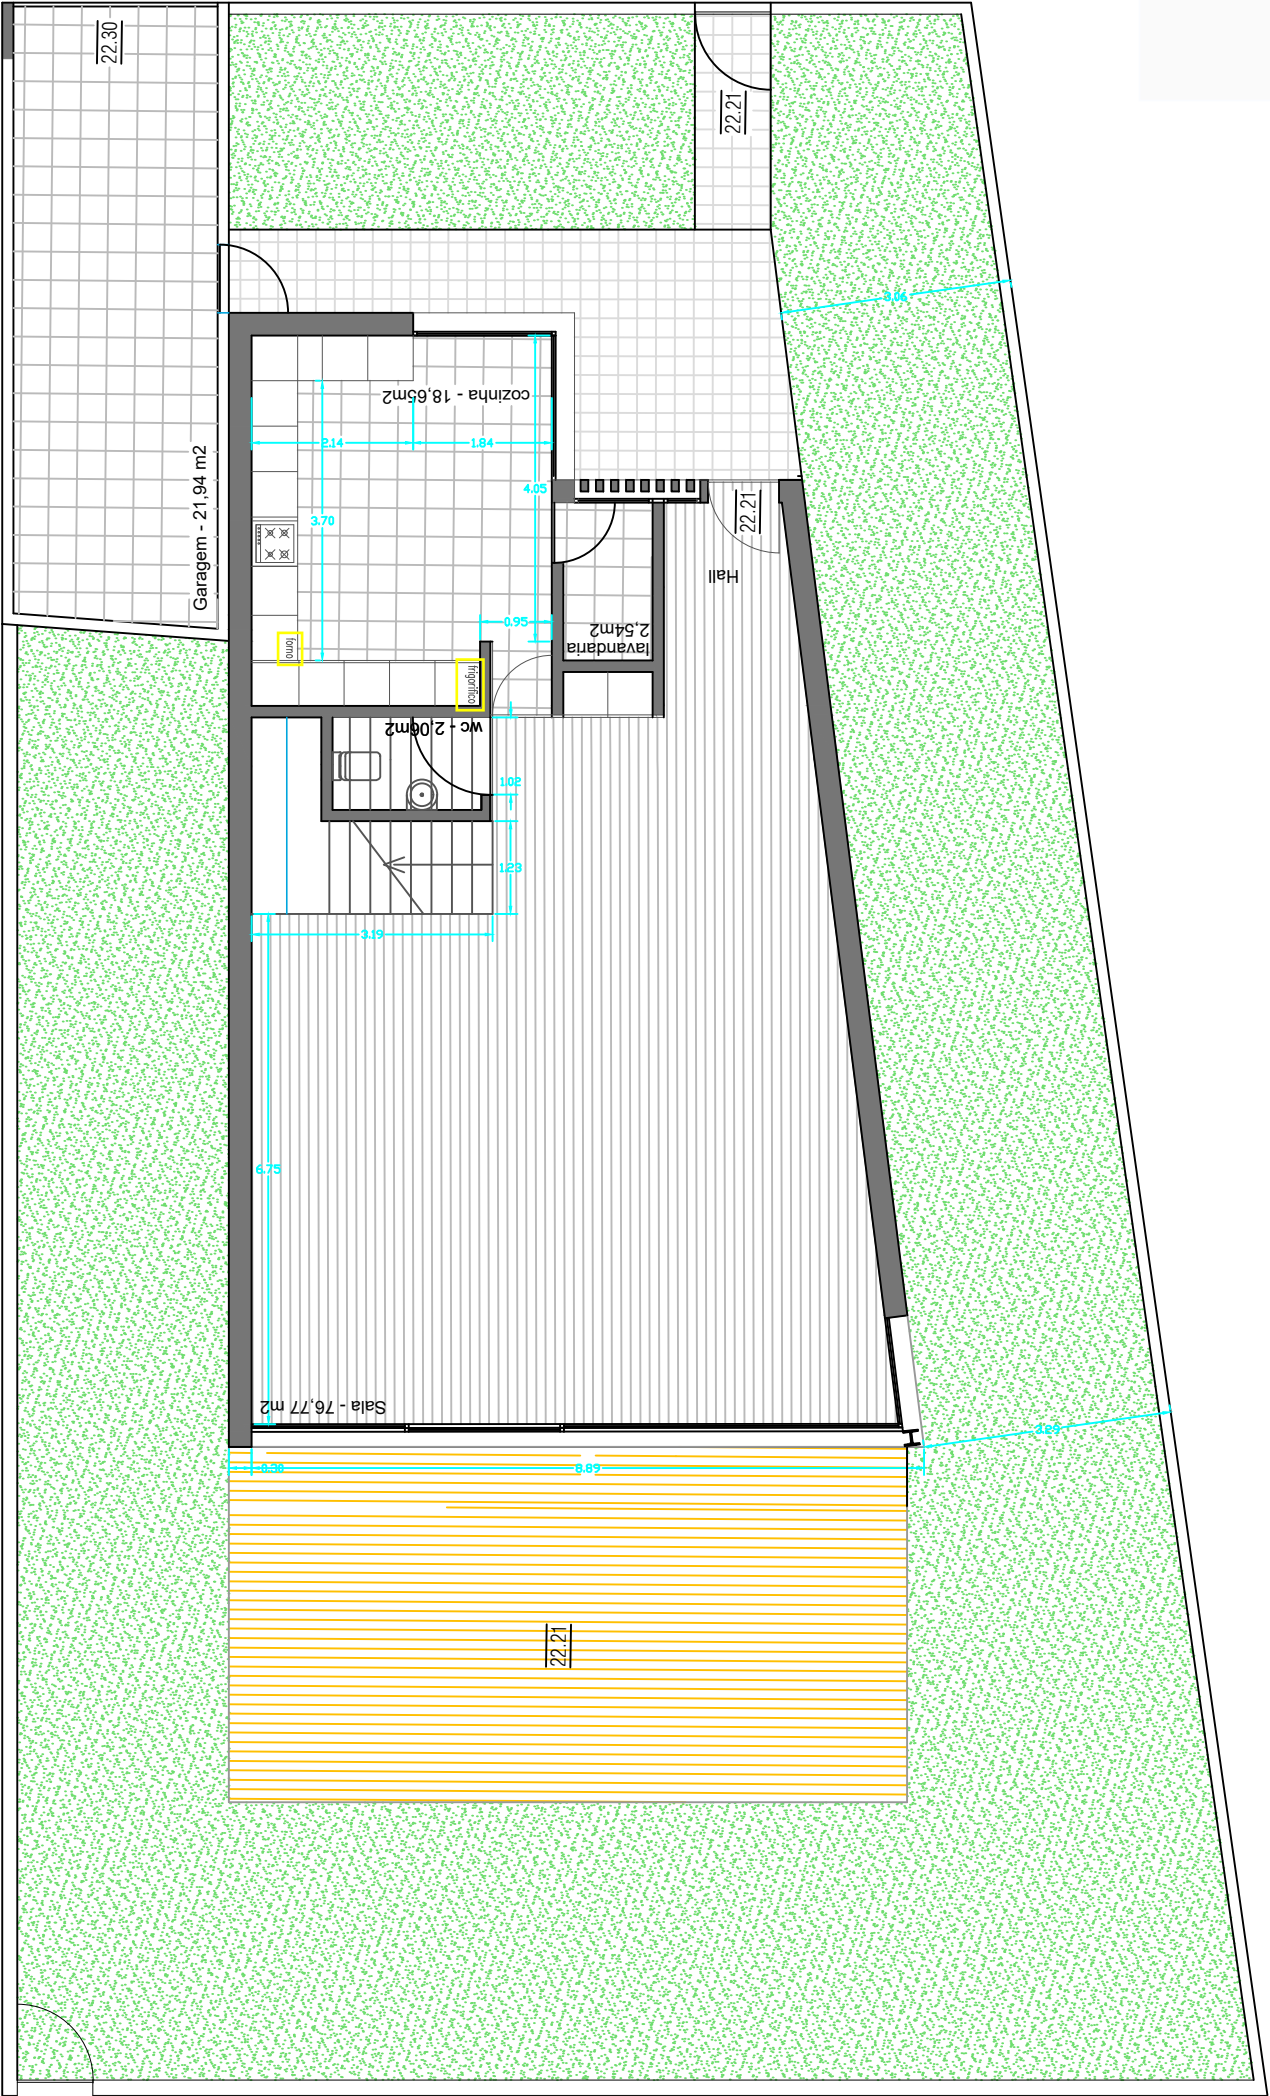 22.30
22.21
3.06
cozinha - 18,65m2
2.14
1.84
4.05
Garagem - 21,94 m2
3.70
22.21
Hall
0.95
lavandaria
2,54m2
forno
frigorifico
wc - 2,06m2
1.02
1.23
3.19
6.75
Sala - 76,77 m2
3.29
0.30
8.89
22.21